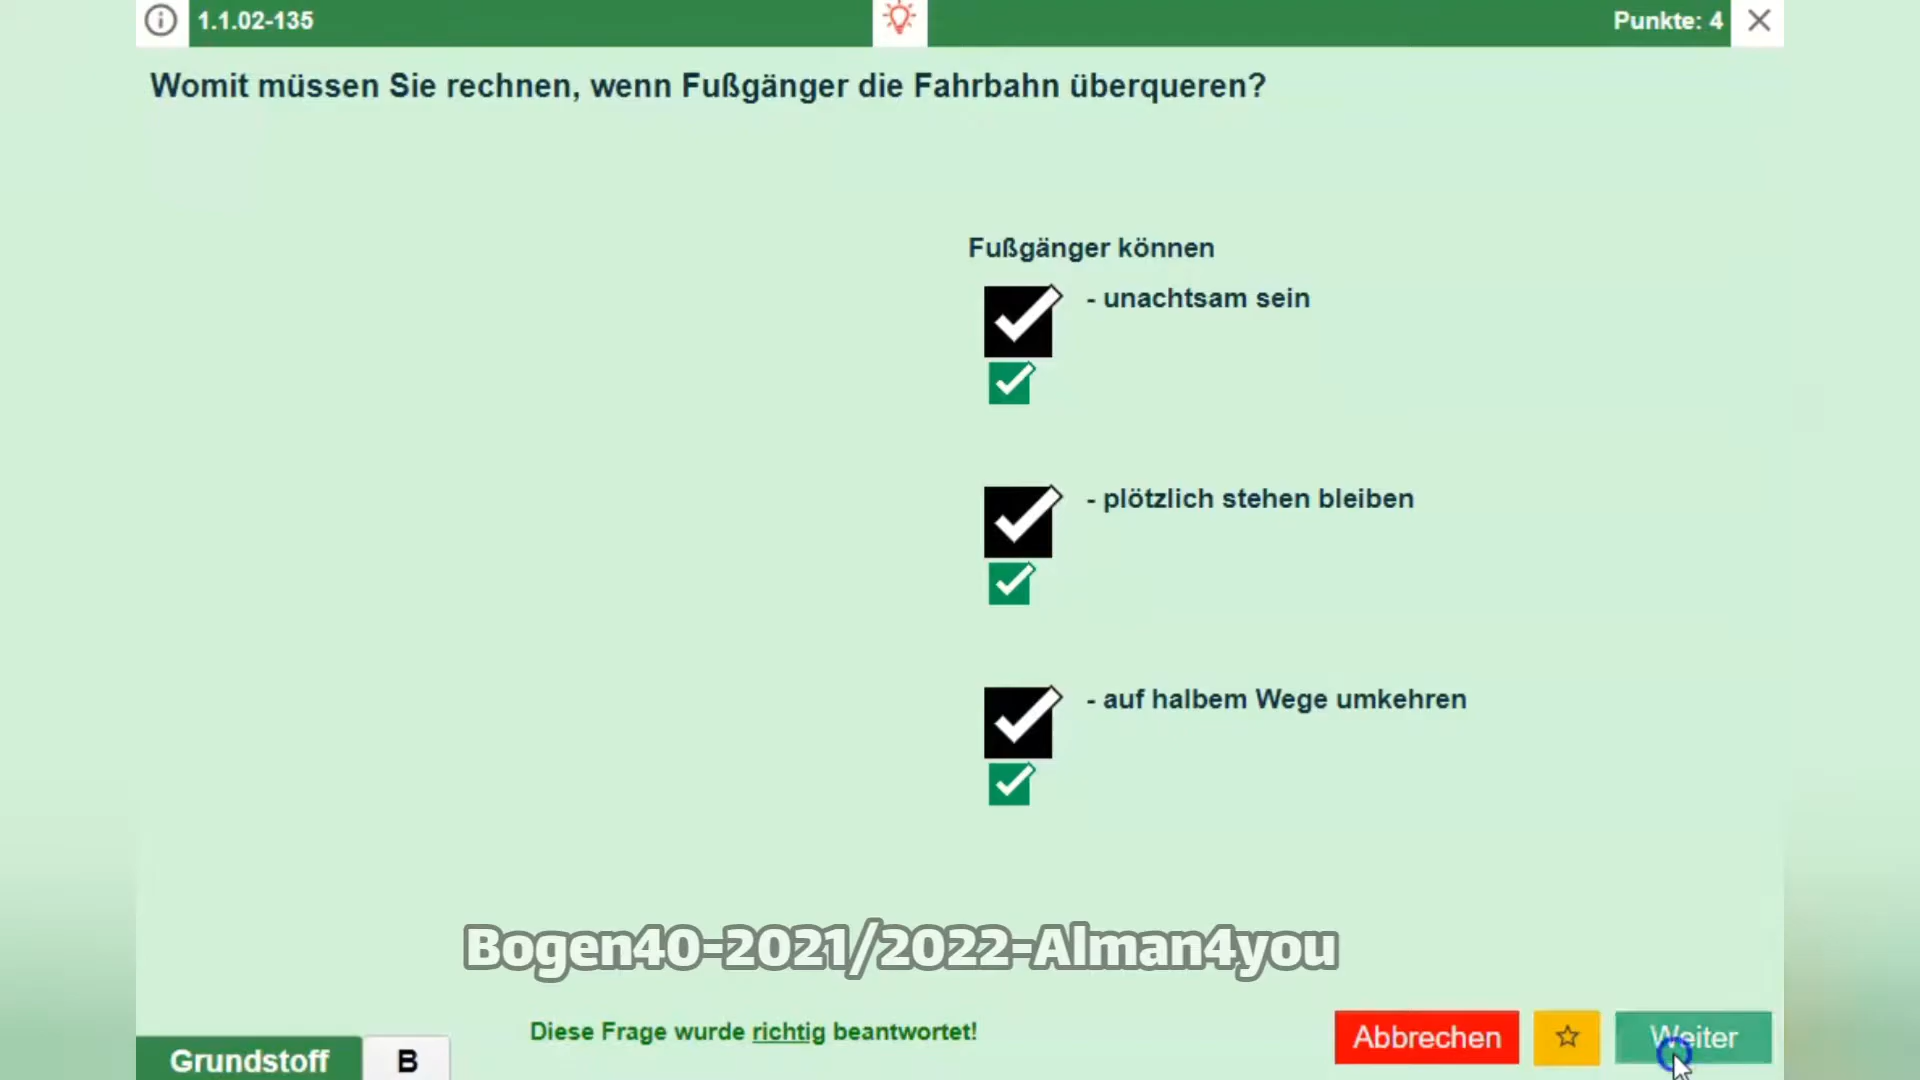 1.1.02-135
Punkte: 4
Womit müssen Sie rechnen, wenn Fußgänger die Fahrbahn überqueren?
Fußgänger können
- unachtsam sein
- plötzlich stehen bleiben
- auf halbem Wege umkehren
Bogen40-2021/2022-Alman4you
Diese Frage wurde richtig beantwortet!
Abbrechen
Weiter
Grundstoff
B